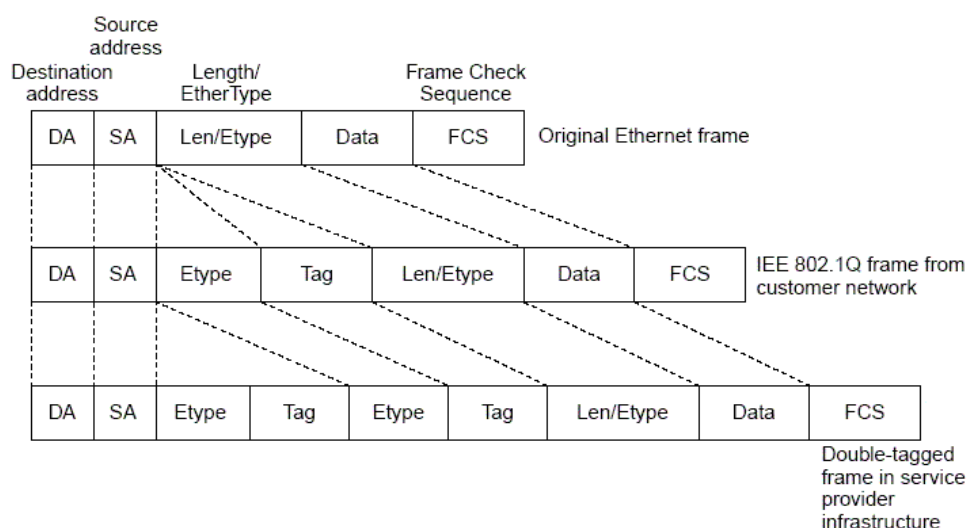 Source
address
Destination
address
Length/
EtherType
Frame Check
Sequence
DA SA Len/Etype Data FCS
Original Ethernet frame
DA SA Etype Tag Len/Etype Data FCS
IEE 802.1Q frame from
customer network
DA SA Etype Tag Etype Tag Len/Etype Data FCS
Double-tagged
frame in service
provider
infrastructure